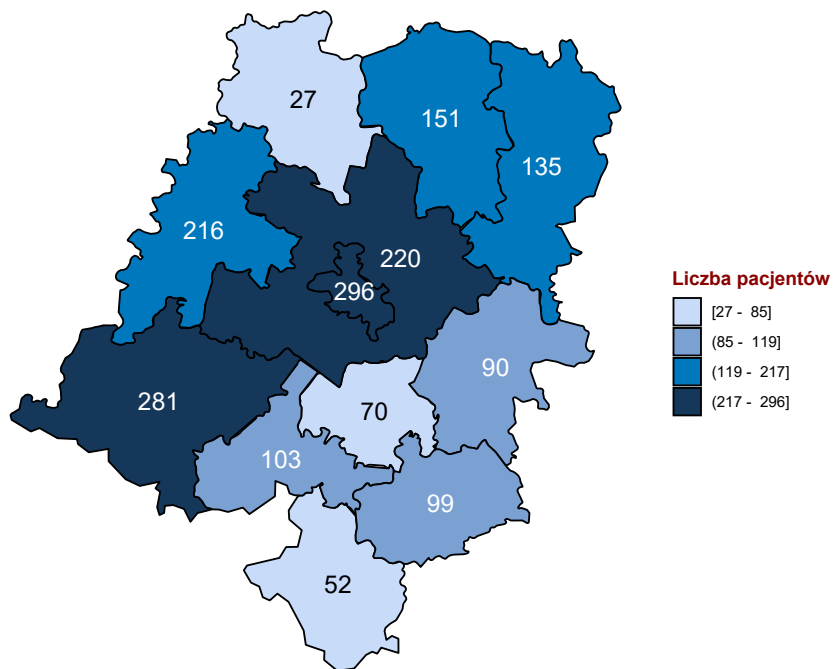 27
151
135
216
220
296
281
90
70
103
99
52
Liczba pacjentów
[27 - 85]
(85 - 119]
(119 - 217]
(217 - 296]